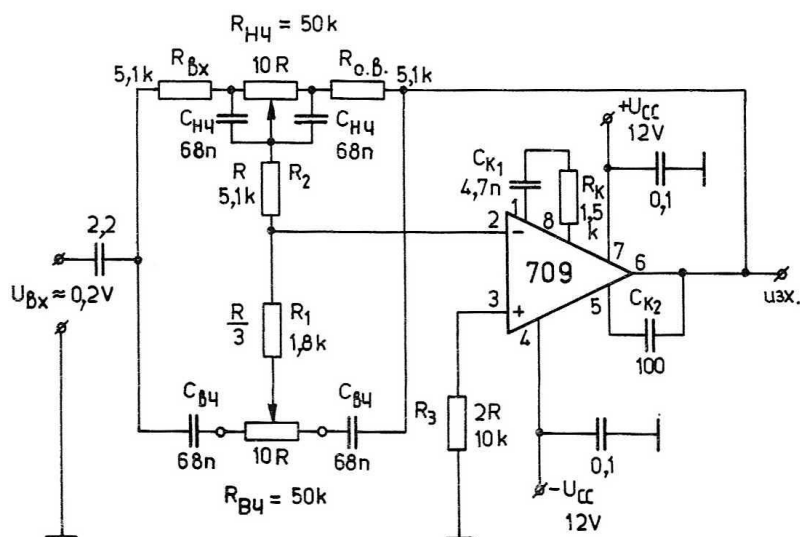 R_НЧ = 50k
R_Вх
10R
R_о.в.
5,1k
5,1k
C_НЧ
68n
C_НЧ
68n
R
5,1k
R_2
C_K1
4,7n
R_K
1,5
k
+U_CC
12V
0,1
2,2
U_Вх ≈ 0,2V
1
8
2
−
709
7
6
3
+
4
5
C_K2
100
изх.
R/3
R_1
1,8k
C_ВЧ
68n
10R
C_ВЧ
68n
R_ВЧ = 50k
R_3
2R
10k
0,1
-U_CC
12V